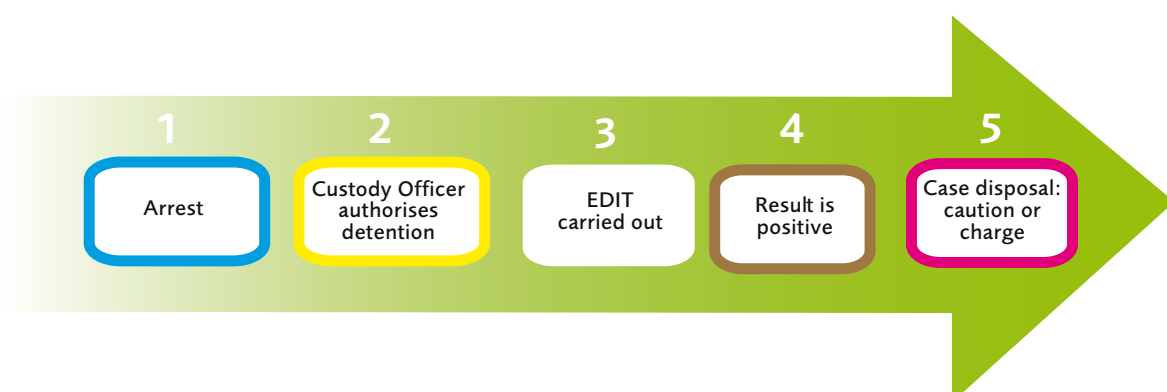 1
Arrest
2
Custody Officer
authorises
detention
3
EDIT
carried out
4
Result is
positive
5
Case disposal:
caution or
charge